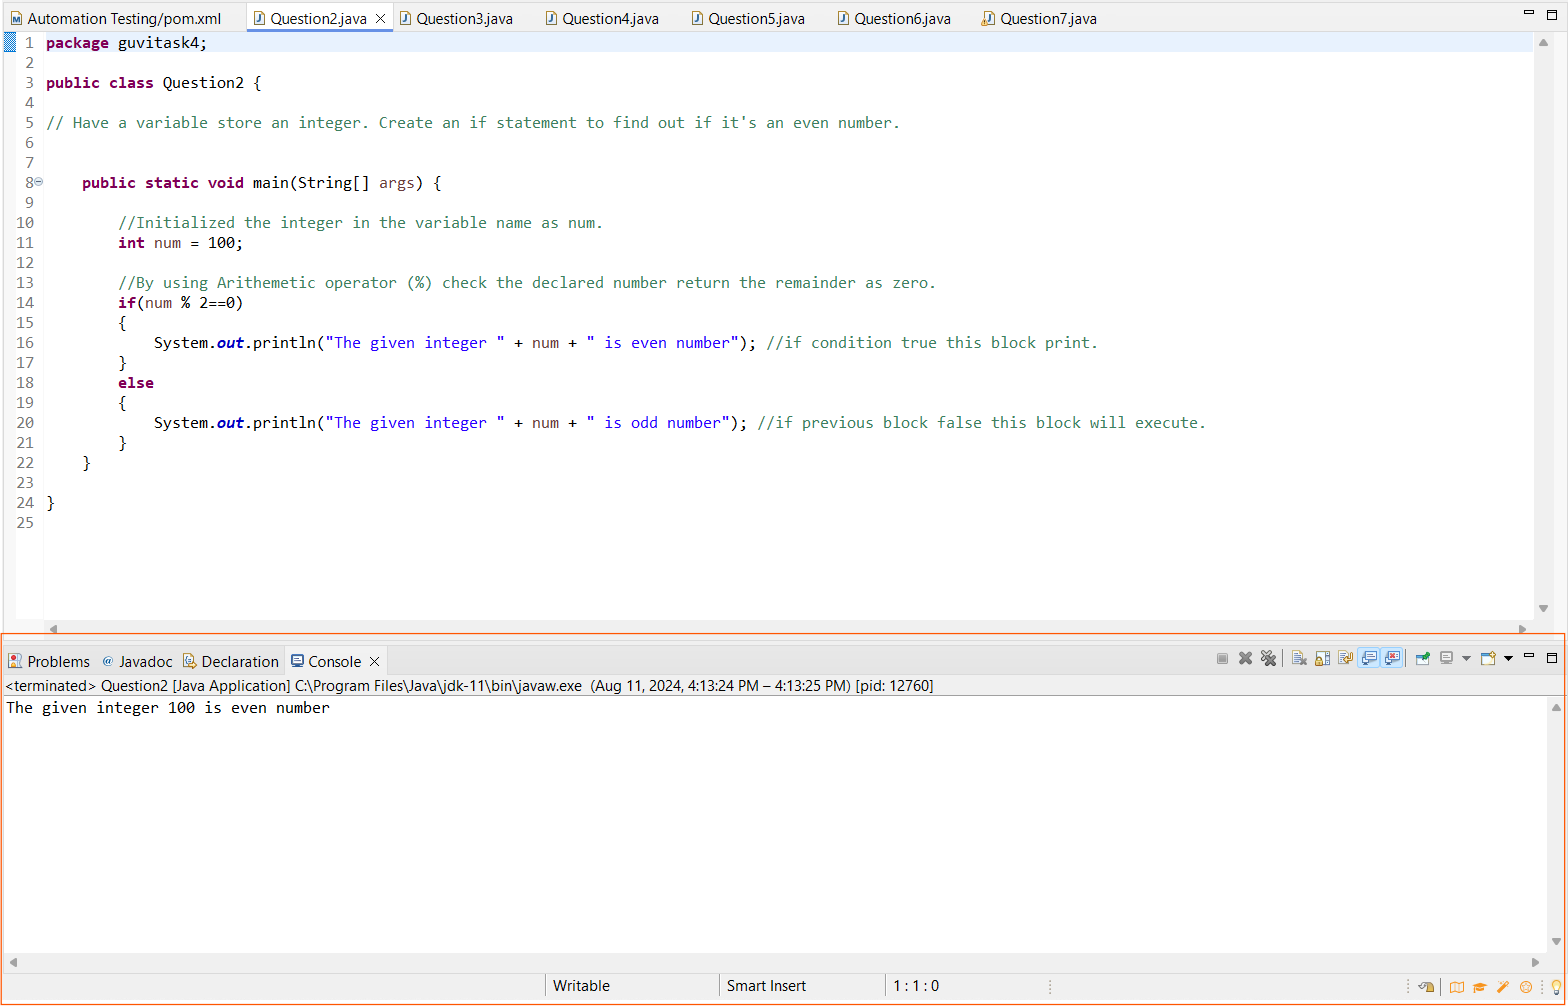 Automation Testing/pom.xml Question2.java Question3.java Question4.java Question5.java Question6.java Question7.java
1 package guvitask4;
2
3 public class Question2 {
4
5 // Have a variable store an integer. Create an if statement to find out if it's an even number.
6
7
8 public static void main(String[] args) {
9
10 //Initialized the integer in the variable name as num.
11 int num = 100;
12
13 //By using Arithemetic operator (%) check the declared number return the remainder as zero.
14 if(num % 2==0)
15 {
16 System.out.println("The given integer " + num + " is even number"); //if condition true this block print.
17 }
18 else
19 {
20 System.out.println("The given integer " + num + " is odd number"); //if previous block false this block will execute.
21 }
22 }
23
24 }
25
Problems @ Javadoc Declaration Console
<terminated> Question2 [Java Application] C:\Program Files\Java\jdk-11\bin\javaw.exe (Aug 11, 2024, 4:13:24 PM – 4:13:25 PM) [pid: 12760]
The given integer 100 is even number
Writable Smart Insert 1 : 1 : 0